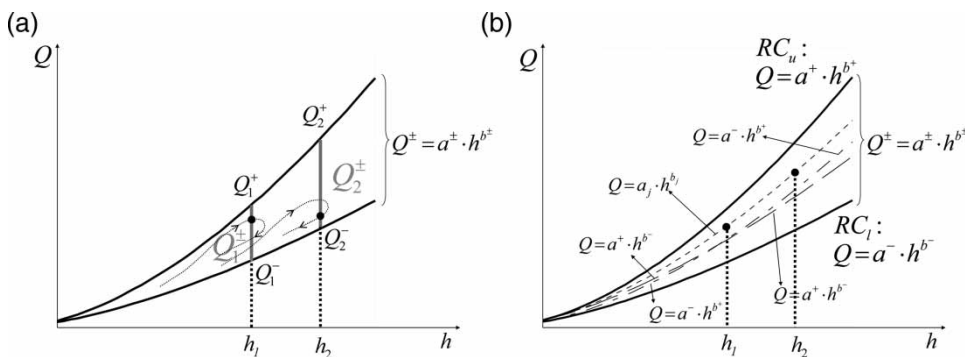 (a)
Q
Q₂⁺
Q₁⁺
Q₂^±
Q₁^±
Q₂⁻
Q₁⁻
Q^± = a^± · h^{b^±}
h₁
h₂
h
(b)
Q
RC_u :
Q = a⁺ · h^{b⁺}
Q = a⁻ · h^{b⁺}
Q^± = a^± · h^{b^±}
Q = a_j · h^{b_j}
Q = a⁺ · h^{b⁻}
RC_l :
Q = a⁻ · h^{b⁻}
Q = a⁺ · h^{b⁻}
Q = a⁻ · h^{b⁺}
h₁
h₂
h